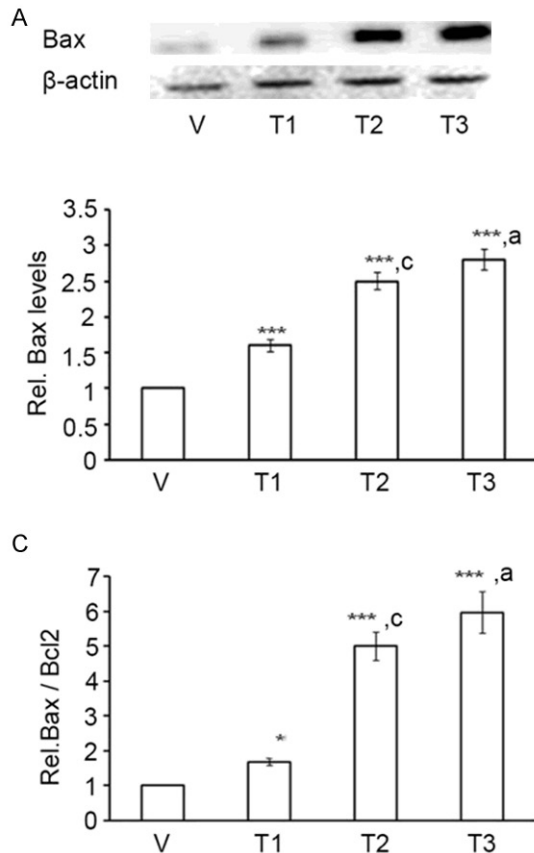 A
Bax
β-actin
V T1 T2 T3
Rel. Bax levels
3.5
3
2.5
2
1.5
1
0.5
0
***
***,c
***,a
V T1 T2 T3
C
Rel.Bax / Bcl2
7
6
5
4
3
2
1
0
*
*** ,c
*** ,a
V T1 T2 T3